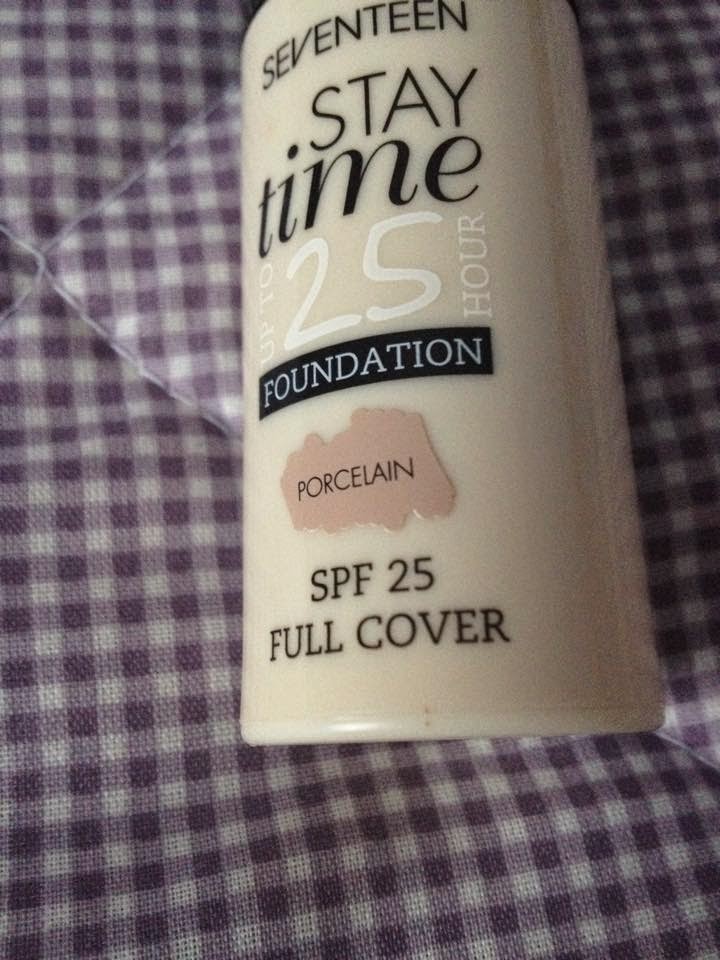 SEVENTEEN
STAY
time
UP TO 25 HOUR
FOUNDATION
PORCELAIN
SPF 25
FULL COVER